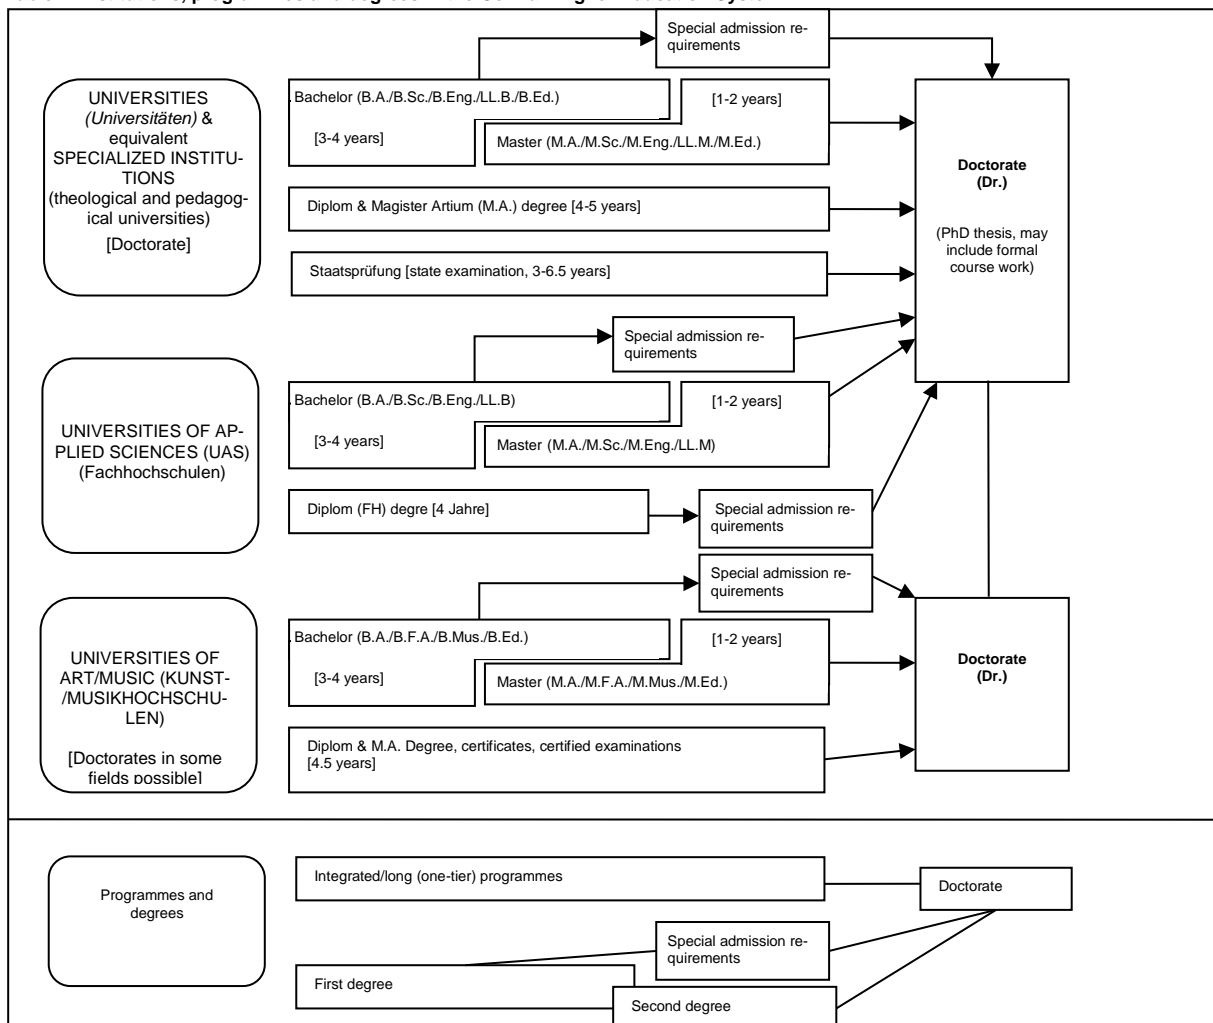 Special admission re-
quirements
UNIVERSITIES
(Universitäten) &
equivalent
SPECIALIZED INSTITU-
TIONS
(theological and pedagog-
ical universities)
[Doctorate]
. Bachelor (B.A./B.Sc./B.Eng./LL.B./B.Ed.)
[1-2 years]
[3-4 years]
Master (M.A./M.Sc./M.Eng./LL.M./M.Ed.)
Diplom & Magister Artium (M.A.) degree [4-5 years]
Staatsprüfung [state examination, 3-6.5 years]
Doctorate
(Dr.)
(PhD thesis, may
include formal
course work)
Special admission re-
quirements
UNIVERSITIES OF AP-
PLIED SCIENCES (UAS)
(Fachhochschulen)
. Bachelor (B.A./B.Sc./B.Eng./LL.B)
[1-2 years]
[3-4 years]
Master (M.A./M.Sc./M.Eng./LL.M)
Diplom (FH) degre [4 Jahre]
Special admission re-
quirements
Special admission re-
quirements
UNIVERSITIES OF
ART/MUSIC (KUNST-
/MUSIKHOCHSCHU-
LEN)
[Doctorates in some
fields possible]
. Bachelor (B.A./B.F.A./B.Mus./B.Ed.)
[1-2 years]
[3-4 years]
Master (M.A./M.F.A./M.Mus./M.Ed.)
Diplom & M.A. Degree, certificates, certified examinations
[4.5 years]
Doctorate
(Dr.)
Programmes and
degrees
Integrated/long (one-tier) programmes
Doctorate
Special admission re-
quirements
First degree
Second degree